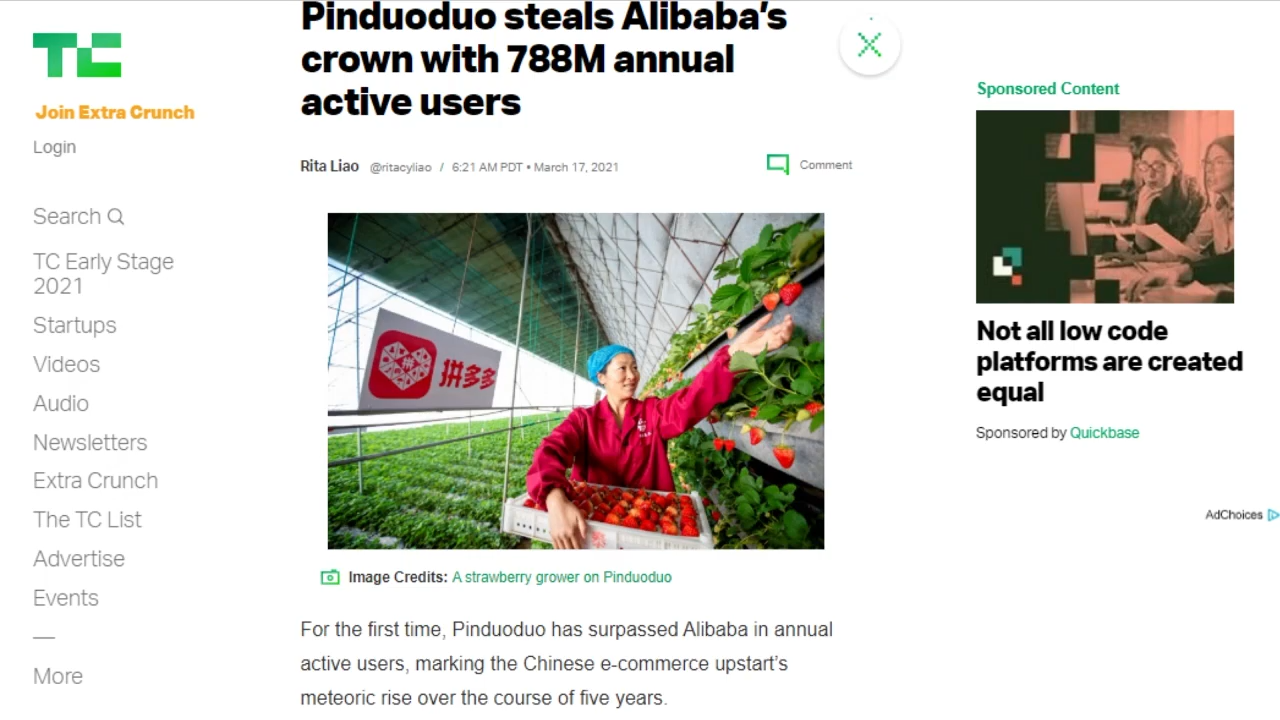 Pinduoduo steals Alibaba's
crown with 788M annual
active users
Rita Liao @ritacyliao / 6:21 AM PDT • March 17, 2021
Comment
TC
Join Extra Crunch
Login
Search
TC Early Stage
2021
Startups
Videos
Audio
Newsletters
Extra Crunch
The TC List
Advertise
Events
—
More
拼
拼多多
Image Credits: A strawberry grower on Pinduoduo
For the first time, Pinduoduo has surpassed Alibaba in annual
active users, marking the Chinese e-commerce upstart's
meteoric rise over the course of five years.
Sponsored Content
Not all low code
platforms are created
equal
Sponsored by Quickbase
AdChoices